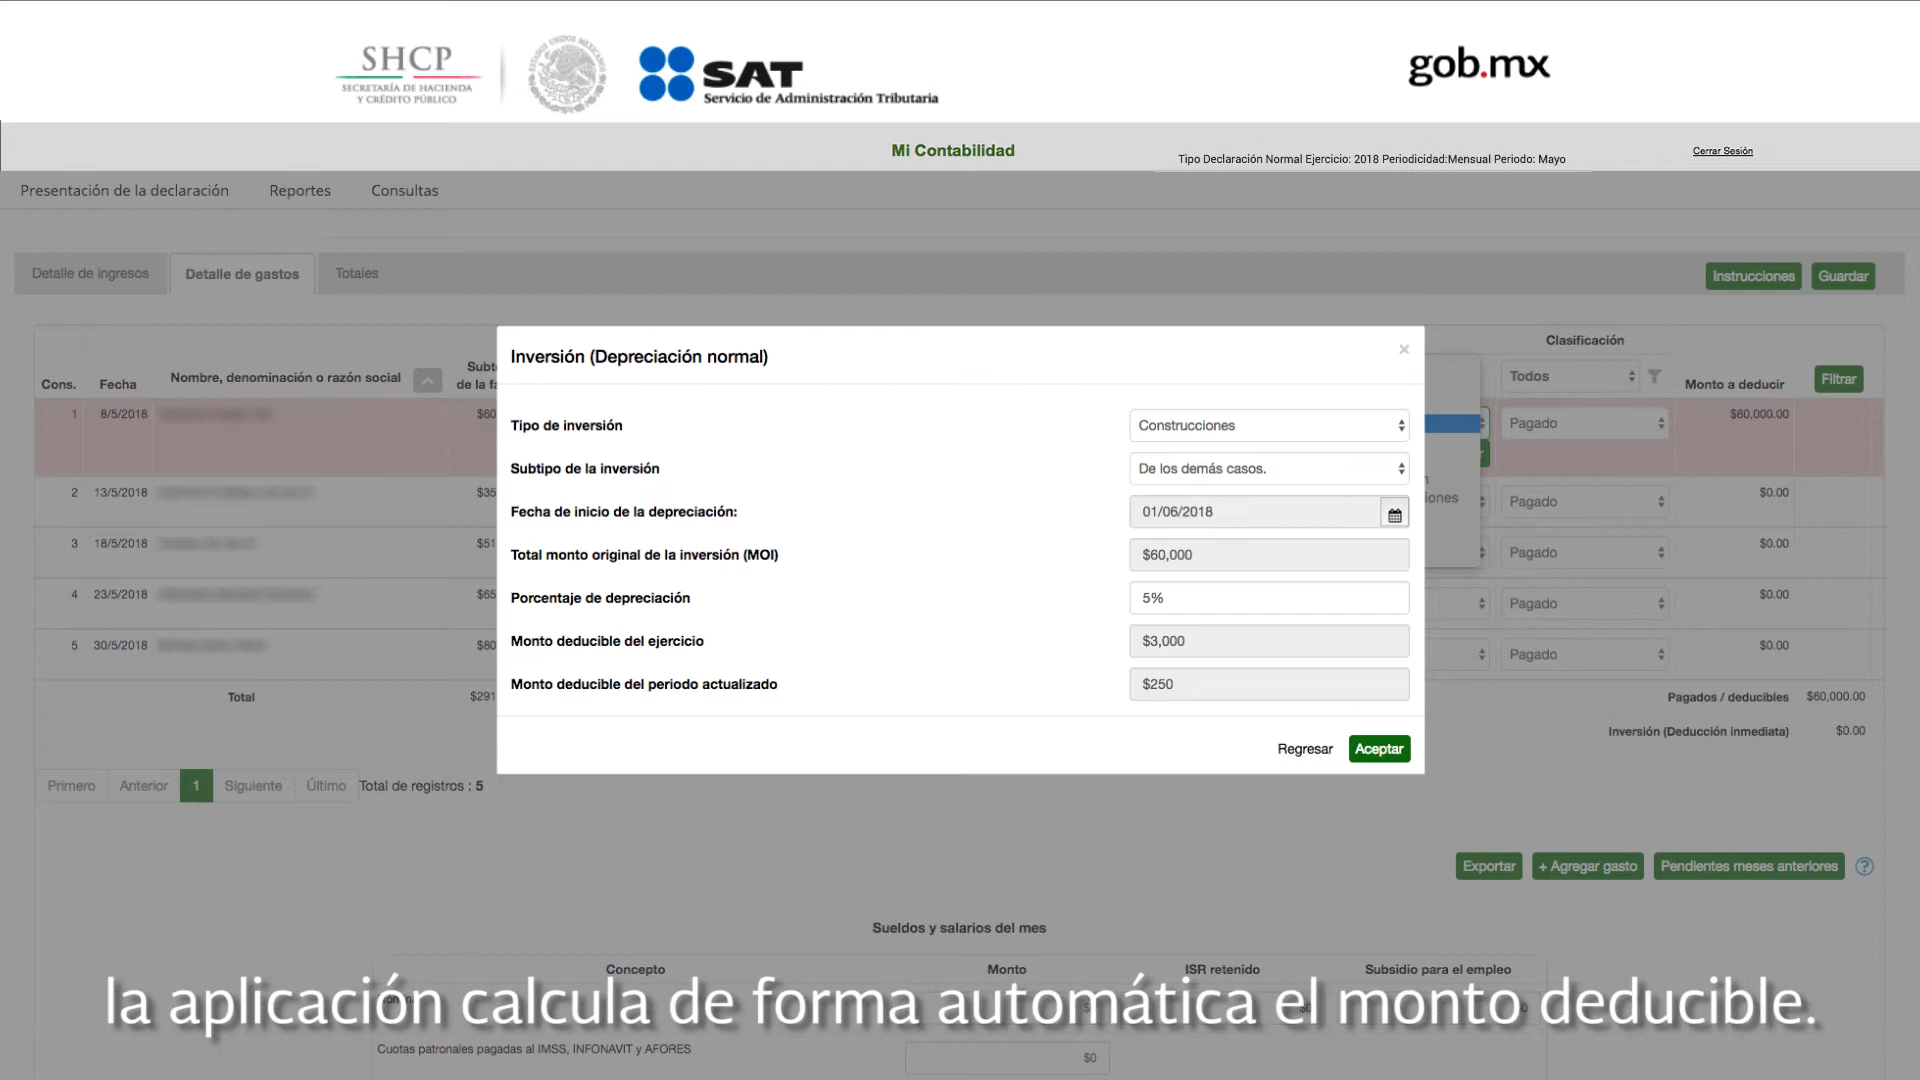 SHCP
SECRETARÍA DE HACIENDA
Y CRÉDITO PÚBLICO
ESTADOS UNIDOS MEXICANOS
SAT
Servicio de Administración Tributaria
gob.mx
Mi Contabilidad
Tipo Declaración Normal Ejercicio: 2018 Periodicidad:Mensual Periodo: Mayo
Cerrar Sesión
Presentación de la declaración
Reportes
Consultas
Detalle de ingresos
Detalle de gastos
Totales
Instrucciones
Guardar
Cons.
Fecha
Nombre, denominación o razón social
Clasificación
Todos
Monto a deducir
Filtrar
1 8/5/2018 $60
Pagado $60,000.00
2 13/5/2018 $35
Pagado $0.00
3 18/5/2018 $51
Pagado $0.00
4 23/5/2018 $65
Pagado $0.00
5 30/5/2018 $80
Pagado $0.00
Total $291
Pagados / deducibles $60,000.00
Inversión (Deducción inmediata) $0.00
Inversión (Depreciación normal)
×
Tipo de inversión
Construcciones
Subtipo de la inversión
De los demás casos.
Fecha de inicio de la depreciación:
01/06/2018
Total monto original de la inversión (MOI)
$60,000
Porcentaje de depreciación
5%
Monto deducible del ejercicio
$3,000
Monto deducible del periodo actualizado
$250
Regresar
Aceptar
Primero
Anterior
1
Siguiente
Último
Total de registros : 5
Exportar
+ Agregar gasto
Pendientes meses anteriores
?
Sueldos y salarios del mes
Concepto
Monto
ISR retenido
Subsidio para el empleo
la aplicación calcula de forma automática el monto deducible.
Cuotas patronales pagadas al IMSS, INFONAVIT y AFORES
$0